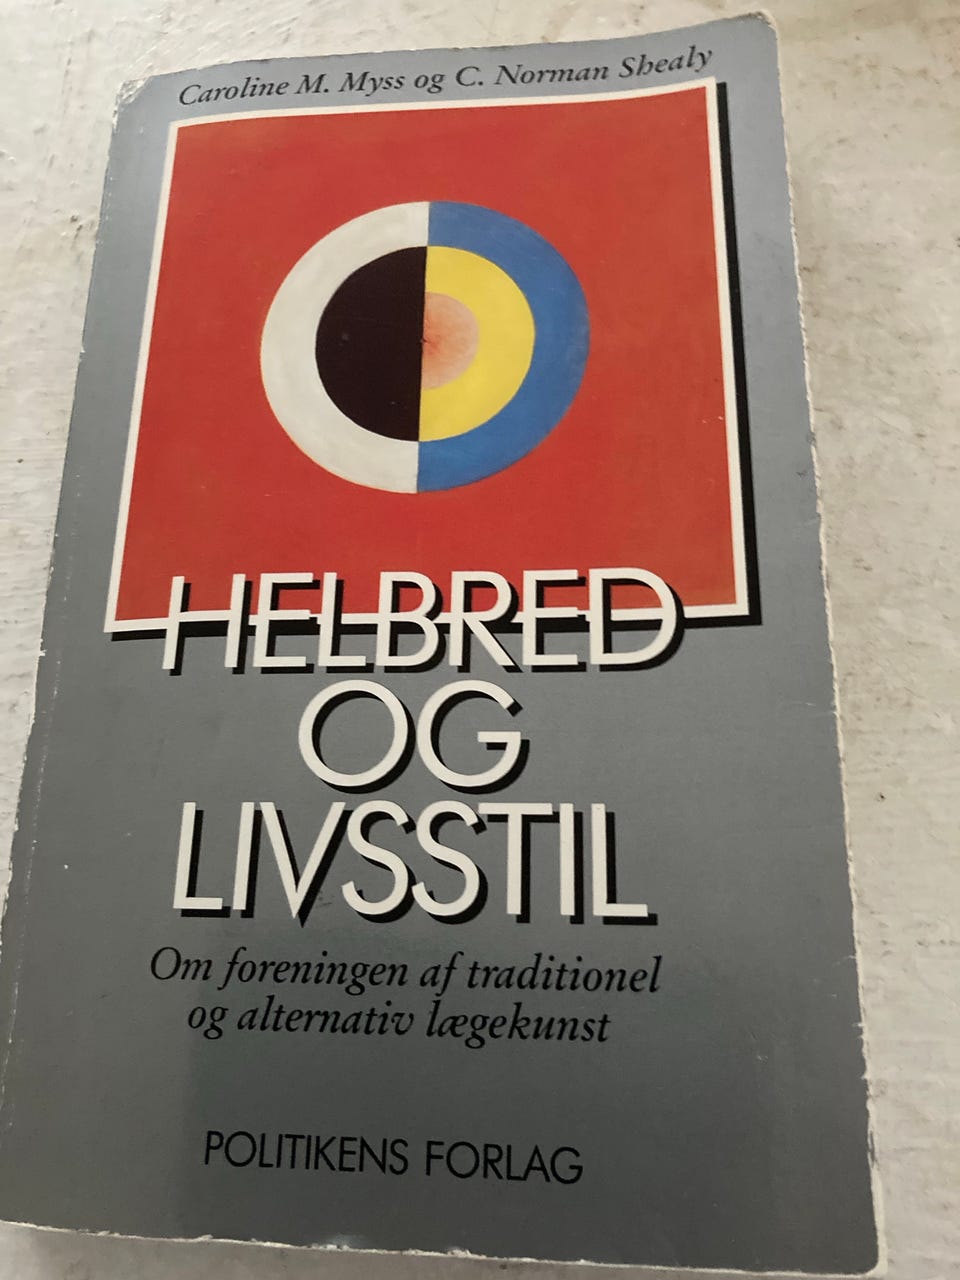 Caroline M. Myss og C. Norman Shealy
HELBRED
OG
LIVSSTIL
Om foreningen af traditionel
og alternativ lægekunst
POLITIKENS FORLAG